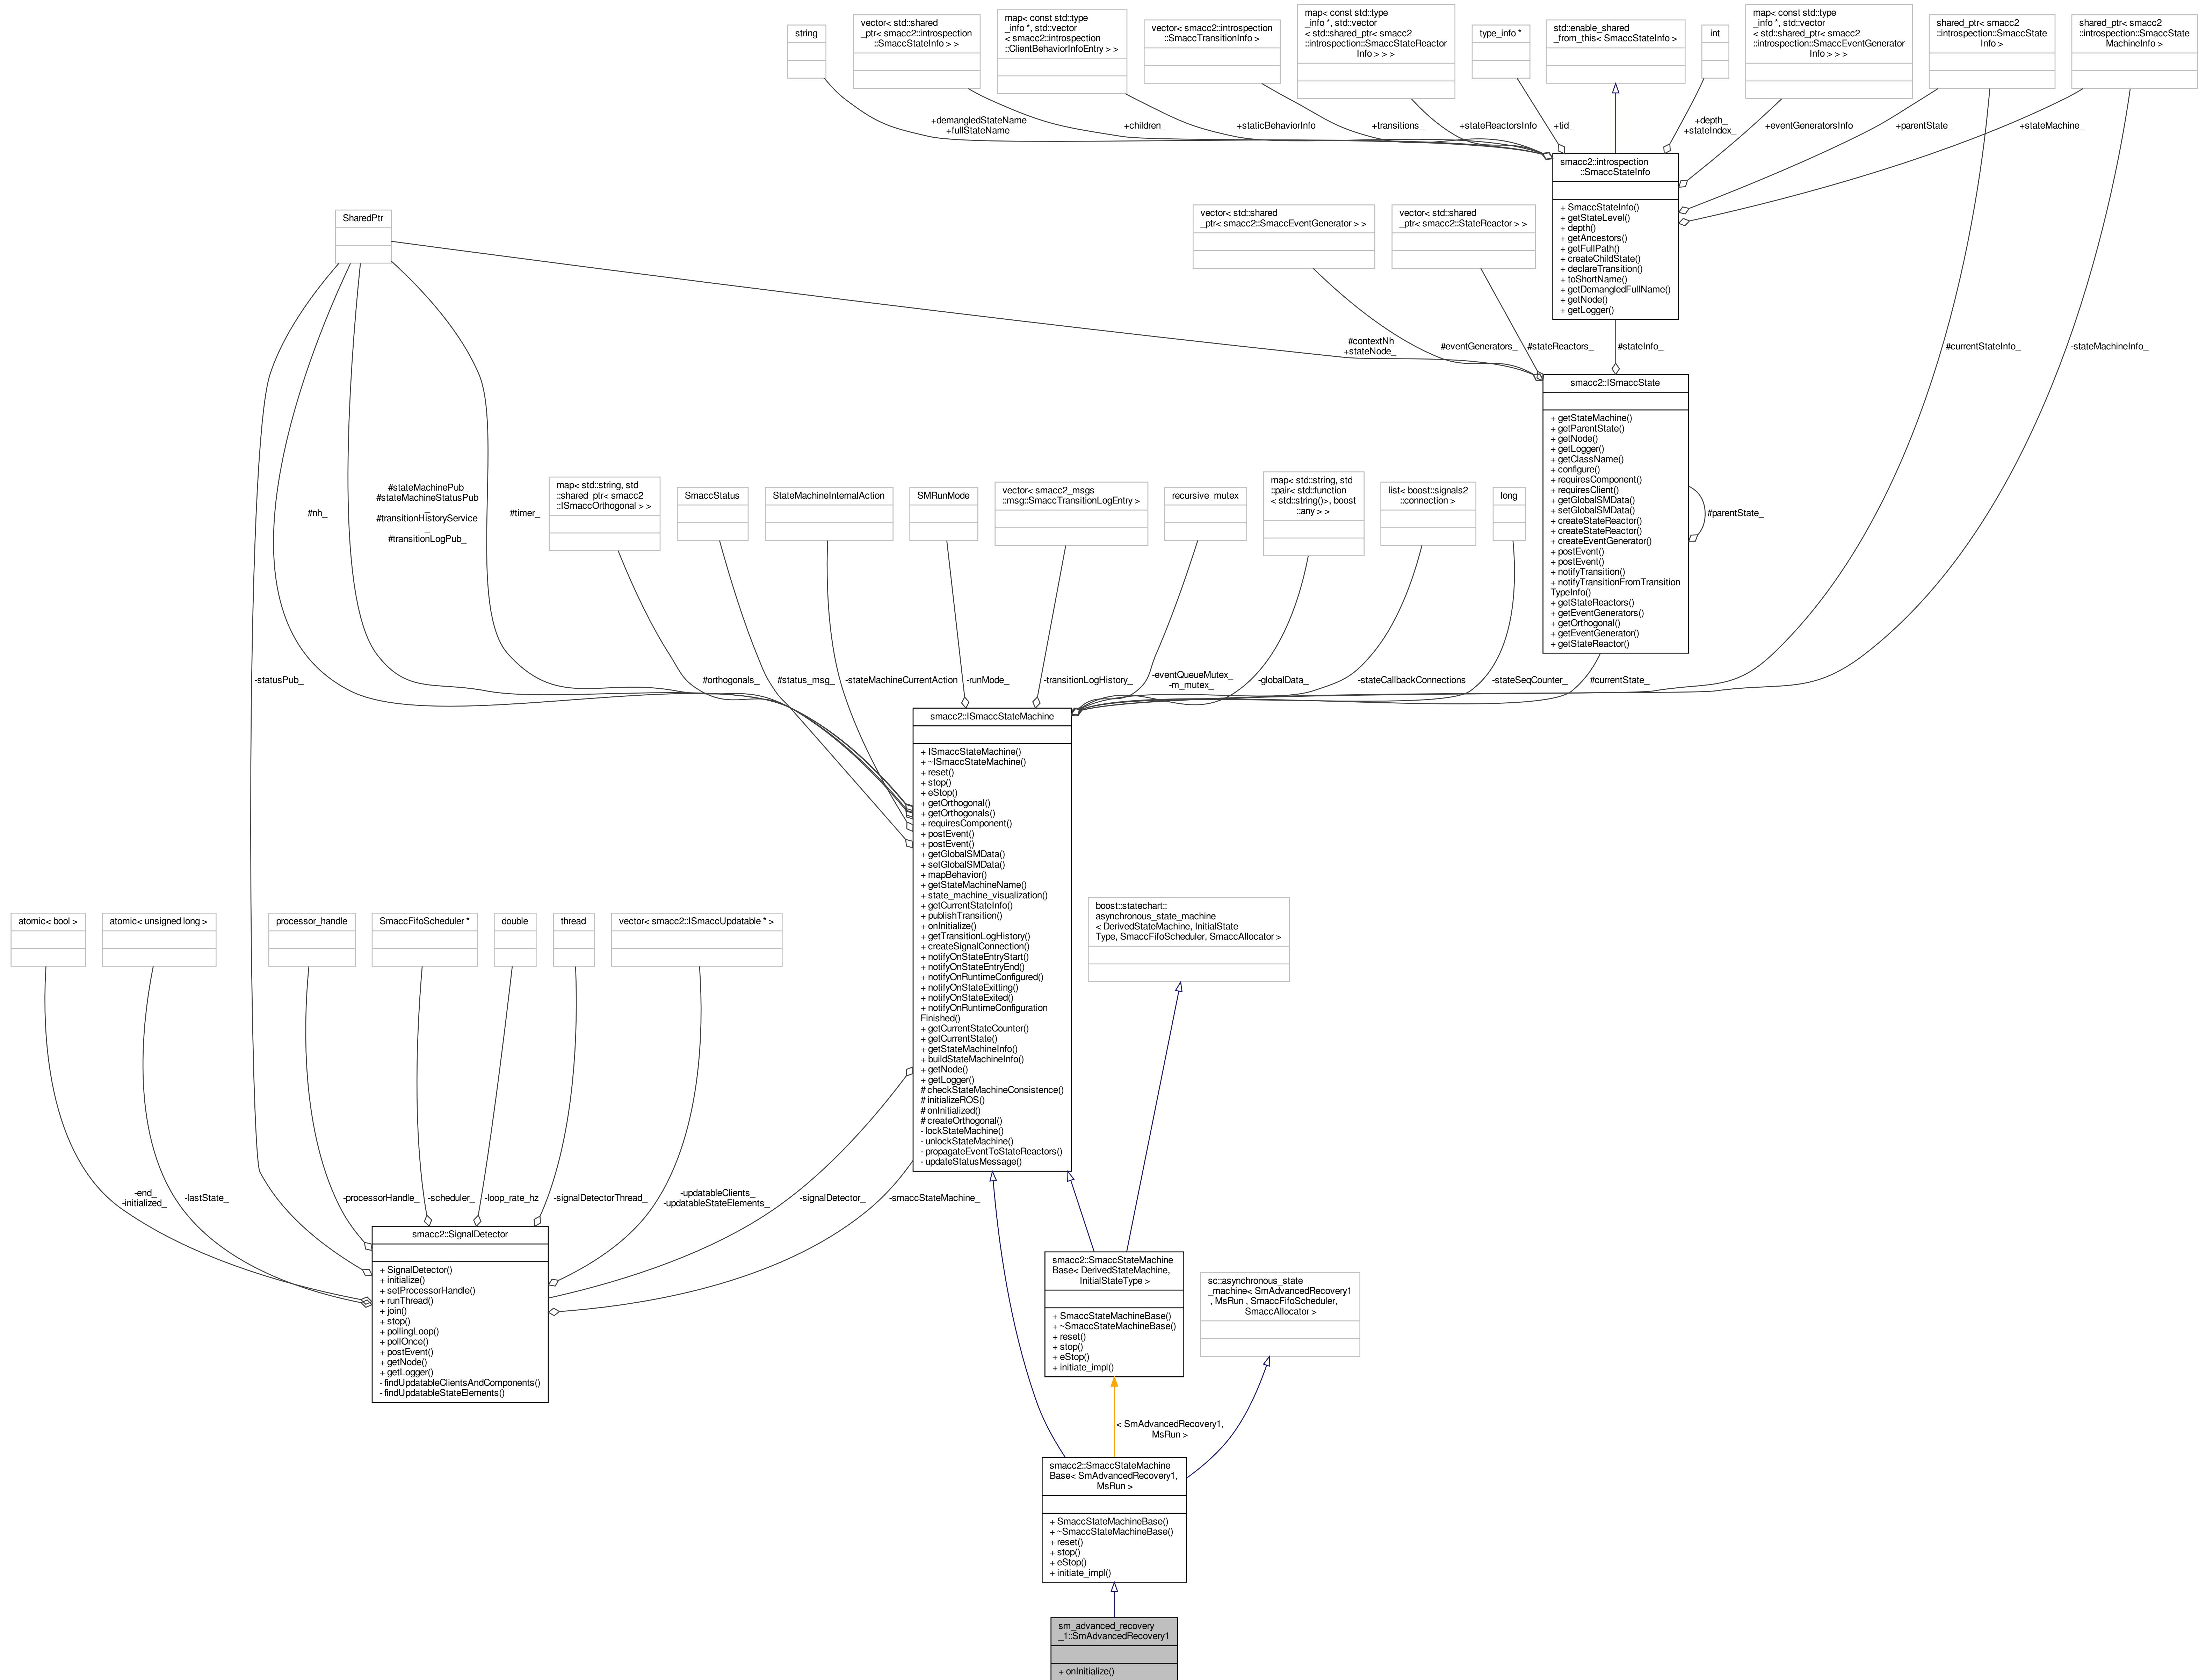 string
vector< std::shared
_ptr< smacc2::introspection
::SmaccStateInfo > >
map< const std::type
_info *, std::vector
< smacc2::introspection
::ClientBehaviorInfoEntry > >
vector< smacc2::introspection
::SmaccTransitionInfo >
map< const std::type
_info *, std::vector
< std::shared_ptr< smacc2
::introspection::SmaccStateReactor
Info > > >
type_info *
std::enable_shared
_from_this< SmaccStateInfo >
int
map< const std::type
_info *, std::vector
< std::shared_ptr< smacc2
::introspection::SmaccEventGenerator
Info > > >
shared_ptr< smacc2
::introspection::SmaccState
Info >
shared_ptr< smacc2
::introspection::SmaccState
MachineInfo >
+demangledStateName
+fullStateName
+children_
+staticBehaviorInfo
+transitions_
+stateReactorsInfo
+tid_
+depth_
+stateIndex_
+eventGeneratorsInfo
+parentState_
+stateMachine_
smacc2::introspection
::SmaccStateInfo
+ SmaccStateInfo()
+ getStateLevel()
+ depth()
+ getAncestors()
+ getFullPath()
+ createChildState()
+ declareTransition()
+ toShortName()
+ getDemangledFullName()
+ getNode()
+ getLogger()
SharedPtr
vector< std::shared
_ptr< smacc2::SmaccEventGenerator > >
vector< std::shared
_ptr< smacc2::StateReactor > >
#contextNh
+stateNode_
#eventGenerators_
#stateReactors_
#stateInfo_
#currentStateInfo_
-stateMachineInfo_
smacc2::ISmaccState
+ getStateMachine()
+ getParentState()
+ getNode()
+ getLogger()
+ getClassName()
+ configure()
+ requiresComponent()
+ requiresClient()
+ getGlobalSMData()
+ setGlobalSMData()
+ createStateReactor()
+ createStateReactor()
+ createEventGenerator()
+ postEvent()
+ postEvent()
+ notifyTransition()
+ notifyTransitionFromTransition
TypeInfo()
+ getStateReactors()
+ getEventGenerators()
+ getOrthogonal()
+ getEventGenerator()
+ getStateReactor()
#parentState_
#nh_
#stateMachinePub_
#stateMachineStatusPub
_
#transitionHistoryService
_
#transitionLogPub_
#timer_
map< std::string, std
::shared_ptr< smacc2
::ISmaccOrthogonal > >
SmaccStatus
StateMachineInternalAction
SMRunMode
vector< smacc2_msgs
::msg::SmaccTransitionLogEntry >
recursive_mutex
map< std::string, std
::pair< std::function
< std::string()>, boost
::any > >
list< boost::signals2
::connection >
long
-statusPub_
#orthogonals_
#status_msg_
-stateMachineCurrentAction
-runMode_
-transitionLogHistory_
-eventQueueMutex_
-m_mutex_
-globalData_
-stateCallbackConnections
-stateSeqCounter_
#currentState_
smacc2::ISmaccStateMachine
+ ISmaccStateMachine()
+ ~ISmaccStateMachine()
+ reset()
+ stop()
+ eStop()
+ getOrthogonal()
+ getOrthogonals()
+ requiresComponent()
+ postEvent()
+ postEvent()
+ getGlobalSMData()
+ setGlobalSMData()
+ mapBehavior()
+ getStateMachineName()
+ state_machine_visualization()
+ getCurrentStateInfo()
+ publishTransition()
+ onInitialize()
+ getTransitionLogHistory()
+ createSignalConnection()
+ notifyOnStateEntryStart()
+ notifyOnStateEntryEnd()
+ notifyOnRuntimeConfigured()
+ notifyOnStateExitting()
+ notifyOnStateExited()
+ notifyOnRuntimeConfiguration
Finished()
+ getCurrentStateCounter()
+ getCurrentState()
+ getStateMachineInfo()
+ buildStateMachineInfo()
+ getNode()
+ getLogger()
# checkStateMachineConsistence()
# initializeROS()
# onInitialized()
# createOrthogonal()
- lockStateMachine()
- unlockStateMachine()
- propagateEventToStateReactors()
- updateStatusMessage()
atomic< bool >
atomic< unsigned long >
processor_handle
SmaccFifoScheduler *
double
thread
vector< smacc2::ISmaccUpdatable * >
boost::statechart::
asynchronous_state_machine
< DerivedStateMachine, InitialState
Type, SmaccFifoScheduler, SmaccAllocator >
-end_
-initialized_
-lastState_
-processorHandle_
-scheduler_
-loop_rate_hz
-signalDetectorThread_
-updatableClients_
-updatableStateElements_
-signalDetector_
-smaccStateMachine_
smacc2::SignalDetector
+ SignalDetector()
+ initialize()
+ setProcessorHandle()
+ runThread()
+ join()
+ stop()
+ pollingLoop()
+ pollOnce()
+ postEvent()
+ getNode()
+ getLogger()
- findUpdatableClientsAndComponents()
- findUpdatableStateElements()
smacc2::SmaccStateMachine
Base< DerivedStateMachine,
InitialStateType >
+ SmaccStateMachineBase()
+ ~SmaccStateMachineBase()
+ reset()
+ stop()
+ eStop()
+ initiate_impl()
sc::asynchronous_state
_machine< SmAdvancedRecovery1
, MsRun , SmaccFifoScheduler,
SmaccAllocator >
< SmAdvancedRecovery1,
MsRun >
smacc2::SmaccStateMachine
Base< SmAdvancedRecovery1,
MsRun >
+ SmaccStateMachineBase()
+ ~SmaccStateMachineBase()
+ reset()
+ stop()
+ eStop()
+ initiate_impl()
sm_advanced_recovery
_1::SmAdvancedRecovery1
+ onInitialize()